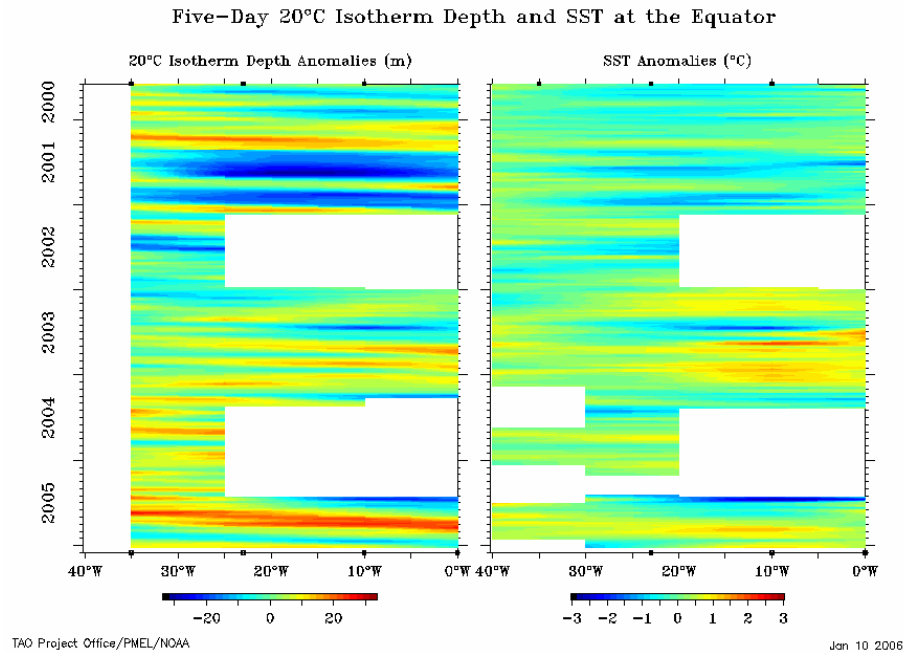 Five-Day 20°C Isotherm Depth and SST at the Equator
20°C Isotherm Depth Anomalies (m)
SST Anomalies (°C)
2000
2001
2002
2003
2004
2005
40°W 30°W 20°W 10°W 0°W
40°W 30°W 20°W 10°W 0°W
-20 0 20
-3 -2 -1 0 1 2 3
TAO Project Office/PMEL/NOAA
Jan 10 2006